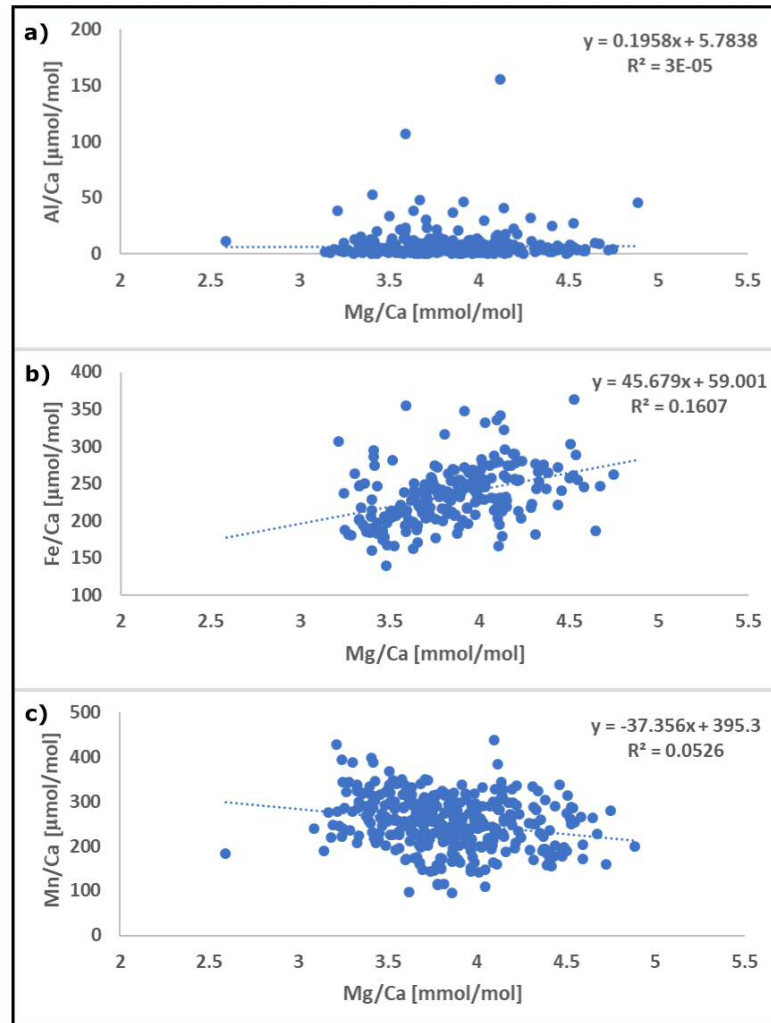 a)
y = 0.1958x + 5.7838
R² = 3E-05
Al/Ca [µmol/mol]
200
150
100
50
0
2 2.5 3 3.5 4 4.5 5 5.5
Mg/Ca [mmol/mol]
b)
y = 45.679x + 59.001
R² = 0.1607
Fe/Ca [µmol/mol]
400
350
300
250
200
150
100
2 2.5 3 3.5 4 4.5 5 5.5
Mg/Ca [mmol/mol]
c)
y = -37.356x + 395.3
R² = 0.0526
Mn/Ca [µmol/mol]
500
400
300
200
100
0
2 2.5 3 3.5 4 4.5 5 5.5
Mg/Ca [mmol/mol]